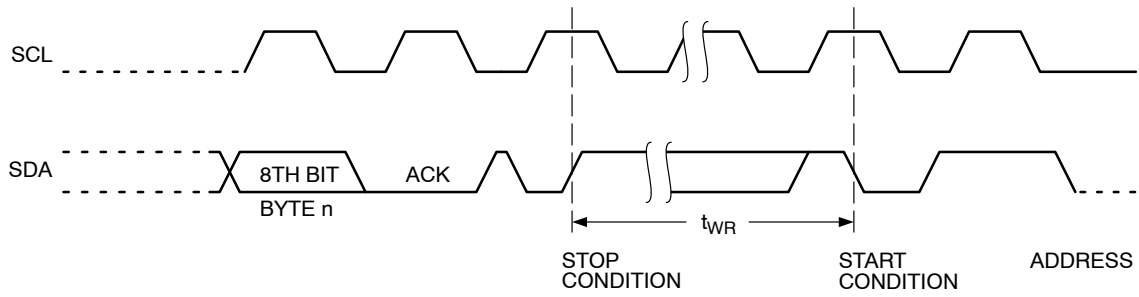 SCL
SDA
8TH BIT
ACK
BYTE n
tWR
STOP
CONDITION
START
CONDITION
ADDRESS